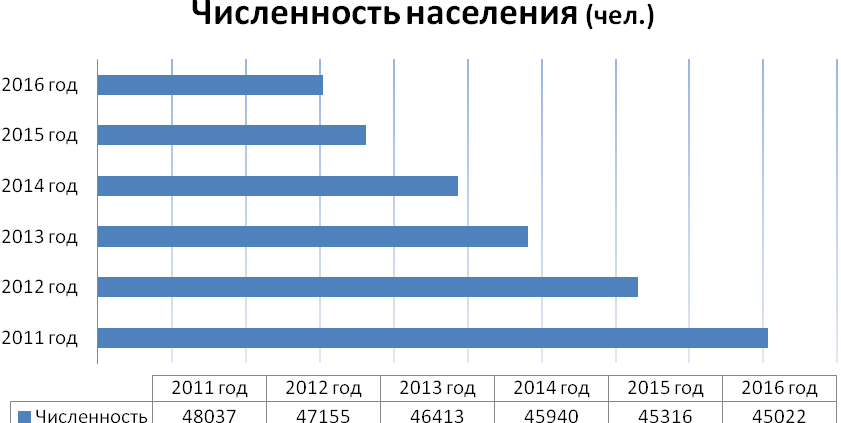 Численность населения (чел.)
2016 год
2015 год
2014 год
2013 год
2012 год
2011 год
2011 год 2012 год 2013 год 2014 год 2015 год 2016 год
Численность 48037 47155 46413 45940 45316 45022